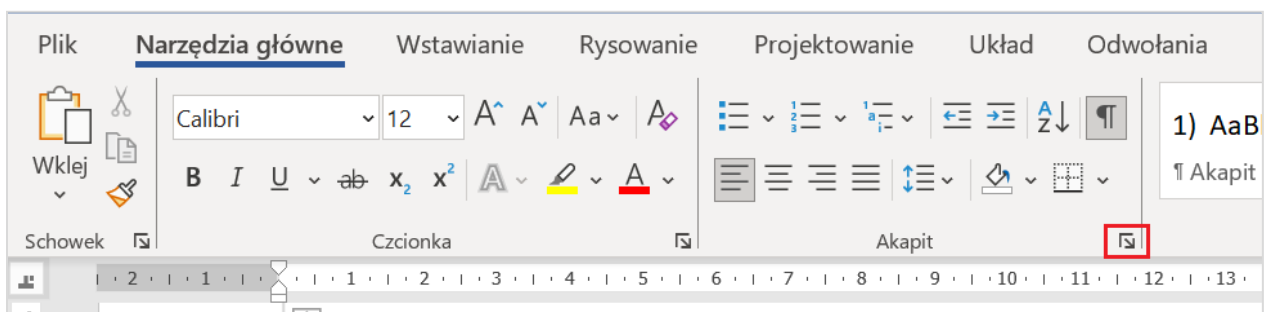 Plik Narzędzia główne Wstawianie Rysowanie Projektowanie Układ Odwołania
Calibri 12 A A Aa A
1) AaB
Wklej
B I U ab x₂ x² A A
¶ Akapit
Schowek Czcionka Akapit
2 1 1 2 3 4 5 6 7 8 9 10 11 12 13